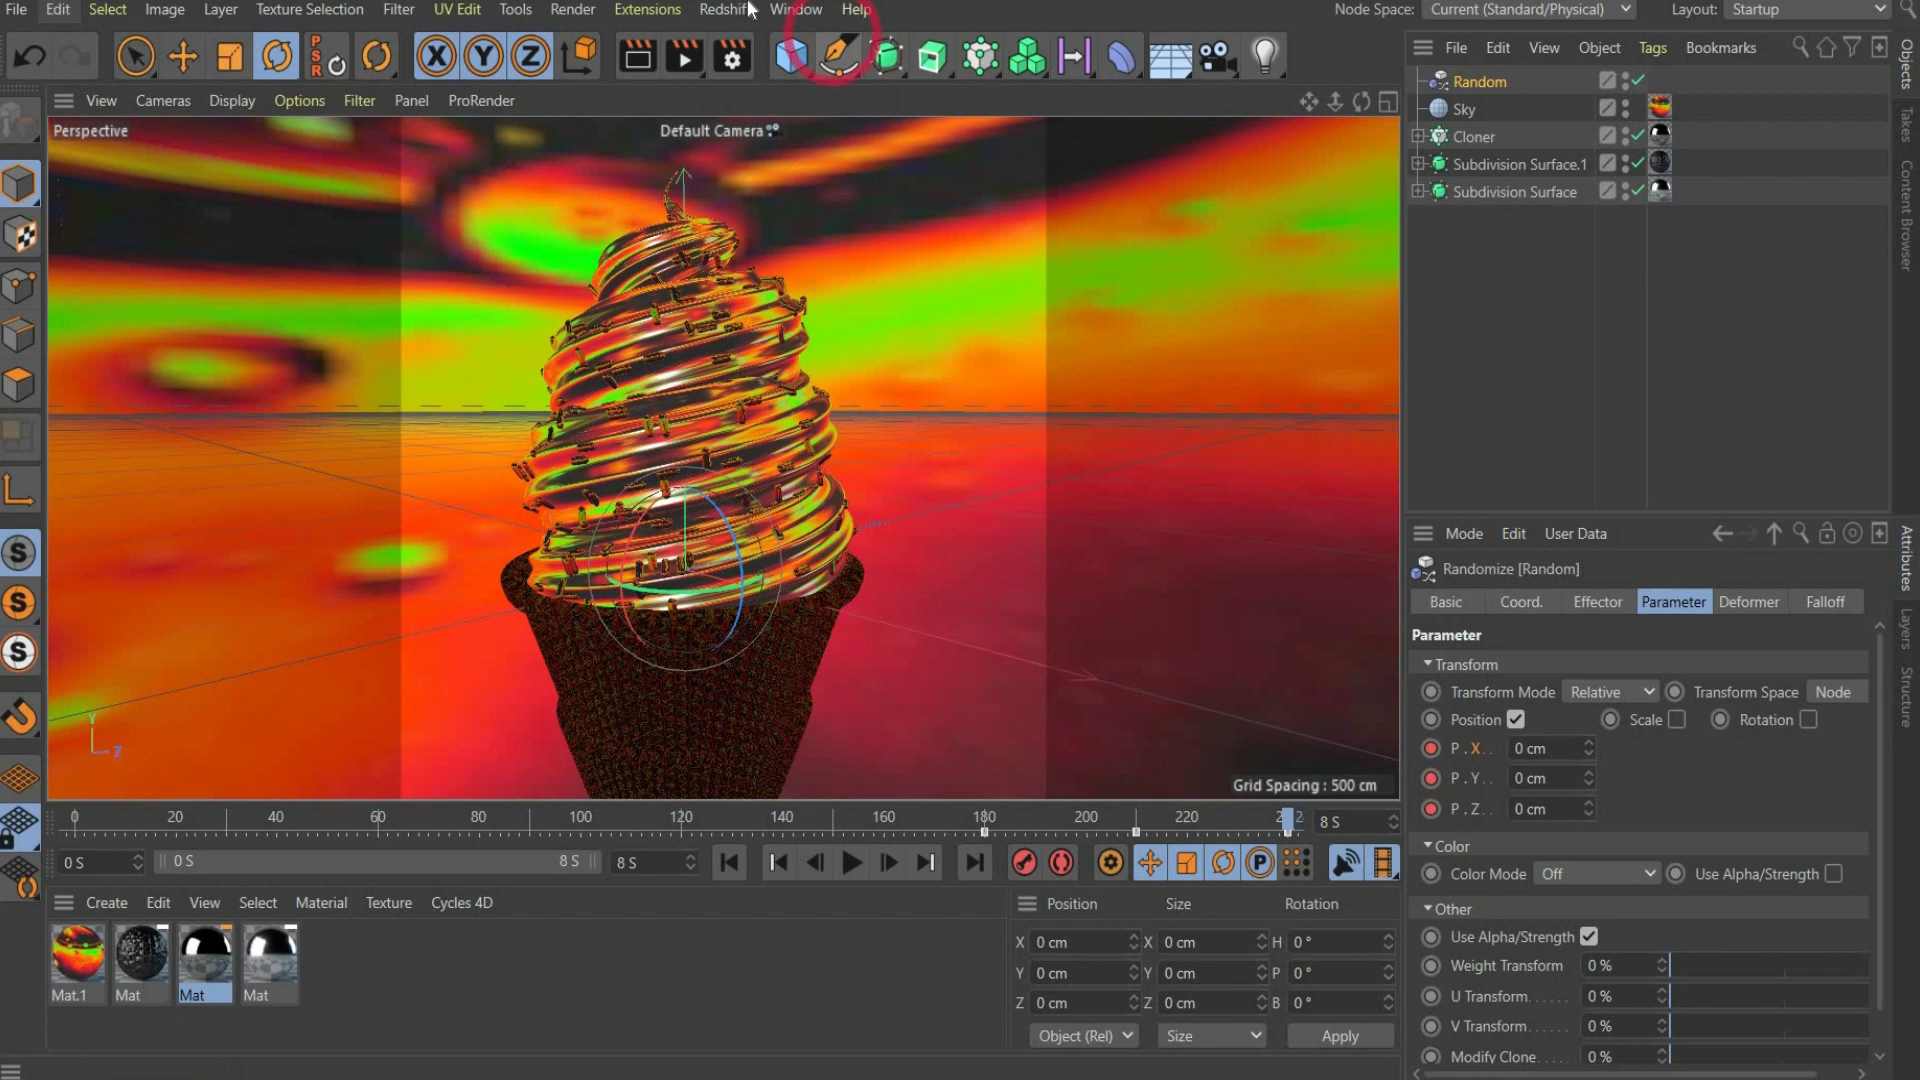 File Edit Select Image Layer Texture Selection Filter UV Edit Tools Render Extensions Redshift Window Help Node Space: Current (Standard/Physical) Layout: Startup
P S R X Y Z
File Edit View Object Tags Bookmarks
View Cameras Display Options Filter Panel ProRender
Perspective
Default Camera
Random
Sky
Cloner
Subdivision Surface.1
Subdivision Surface
Objects
Takes
Content Browser
S
S
S
Y
Z
Grid Spacing : 500 cm
Mode Edit User Data
Randomize [Random]
Basic Coord. Effector Parameter Deformer Falloff
Parameter
Transform
Transform Mode Relative Transform Space Node
Position Scale Rotation
P . X . . 0 cm
P . Y . . 0 cm
P . Z . . 0 cm
Color
Color Mode Off Use Alpha/Strength
Other
Use Alpha/Strength
Weight Transform 0 %
U Transform . . . . . . 0 %
V Transform . . . . . . 0 %
Modify Clone . . . . 0 %
Attributes
Layers
Structure
0 20 40 60 80 100 120 140 160 180 200 220 8 S
0 S 0 S 8 S 8 S P
Create Edit View Select Material Texture Cycles 4D
Mat.1 Mat Mat Mat
Position Size Rotation
X 0 cm X 0 cm H 0 °
Y 0 cm Y 0 cm P 0 °
Z 0 cm Z 0 cm B 0 °
Object (Rel) Size Apply